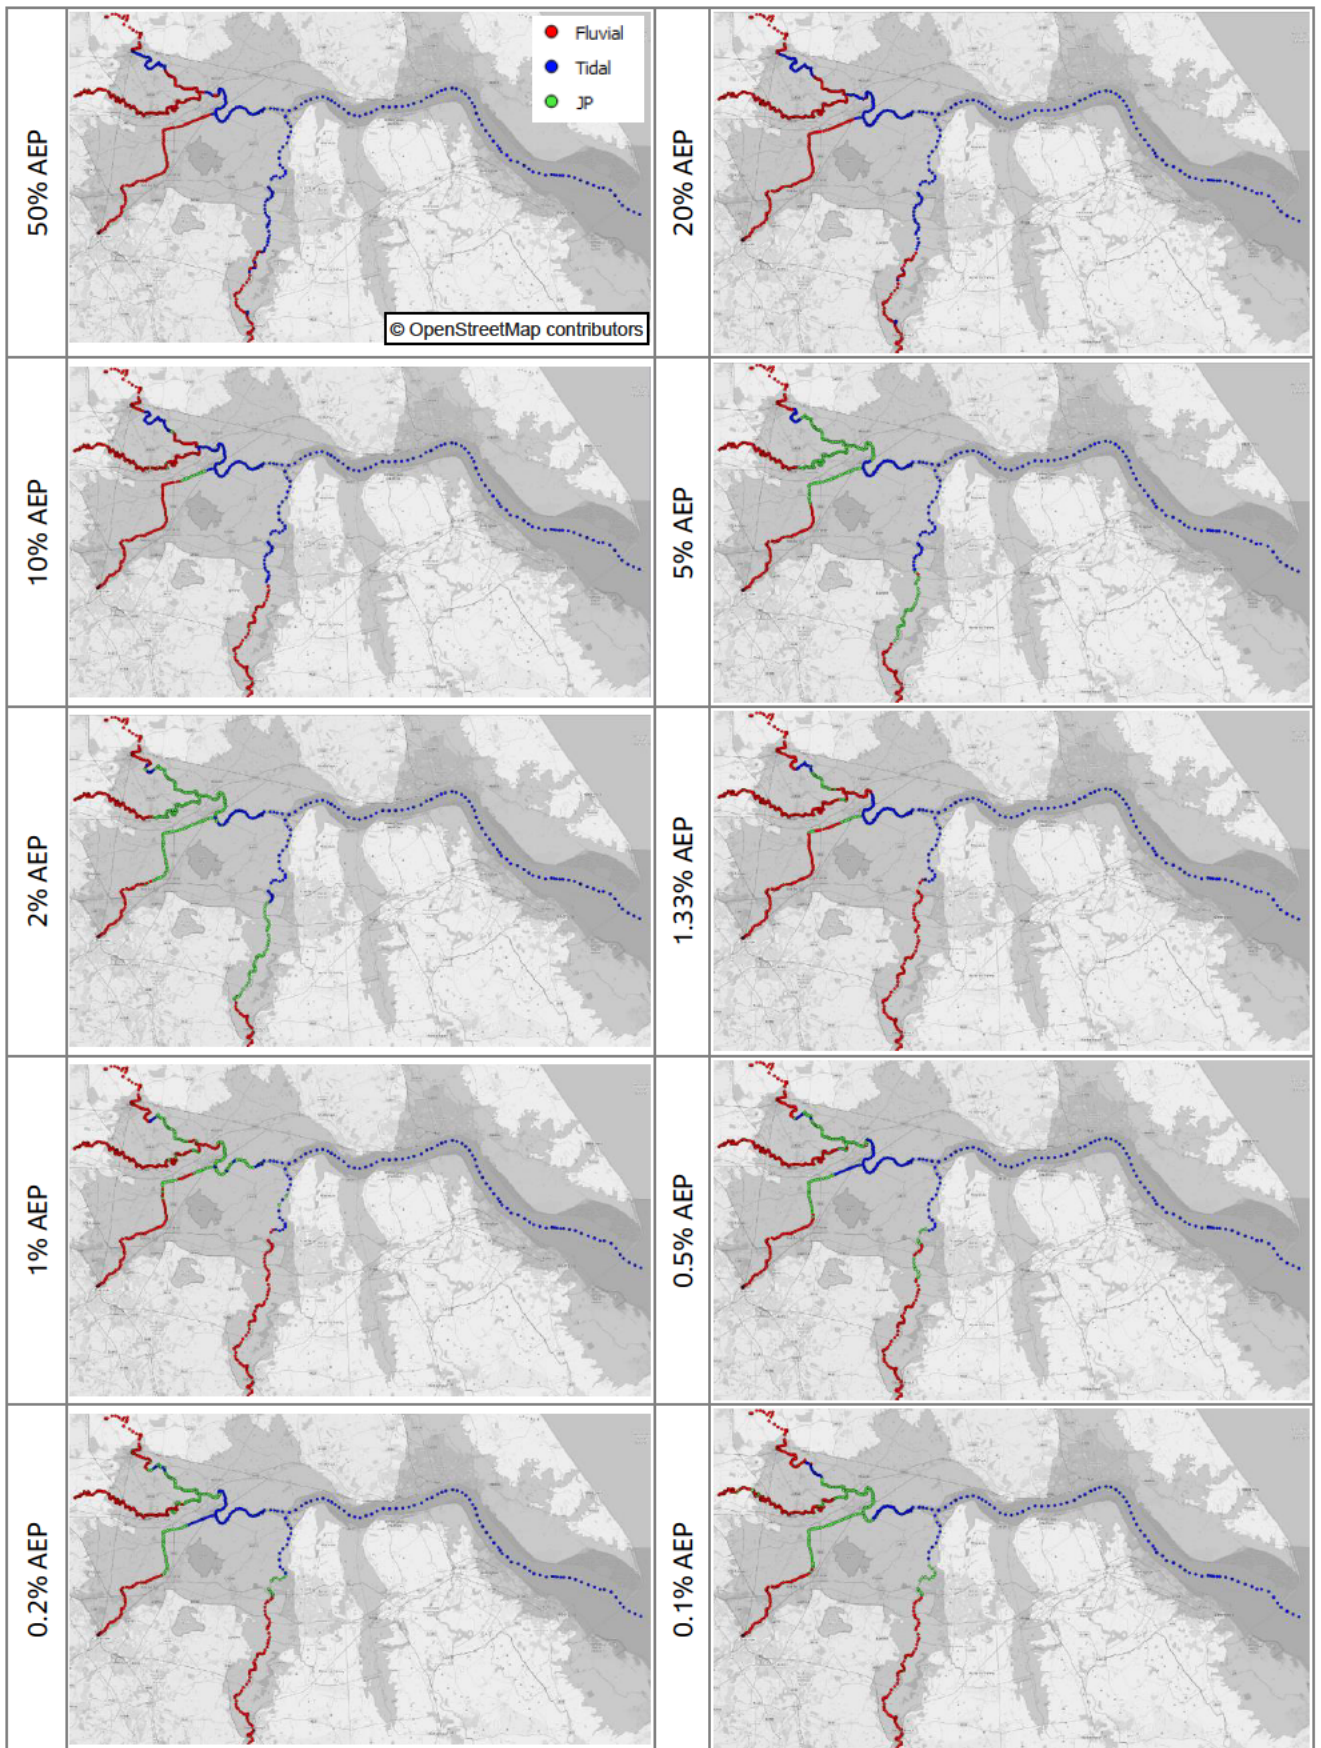 50% AEP
Fluvial
Tidal
JP
© OpenStreetMap contributors
20% AEP
10% AEP
5% AEP
2% AEP
1.33% AEP
1% AEP
0.5% AEP
0.2% AEP
0.1% AEP